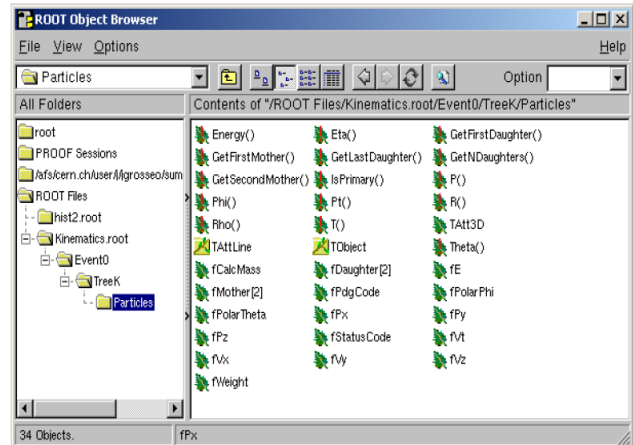 ROOT Object Browser
File View Options Help
Particles Option
All Folders Contents of "/ROOT Files/Kinematics.root/Event0/TreeK/Particles"
root
PROOF Sessions
/afs/cern.ch/user/j/jgrosseo/sum
ROOT Files
hist2.root
Kinematics.root
Event0
TreeK
Particles
Energy() Eta() GetFirstDaughter()
GetFirstMother() GetLastDaughter() GetNDaughters()
GetSecondMother() IsPrimary() P()
Phi() Pt() R()
Rho() T() TAtt3D
TAttLine TObject Theta()
fCalcMass fDaughter[2] fE
fMother[2] fPdgCode fPolarPhi
fPolarTheta fPx fPy
fPz fStatusCode fVt
fVx fVy fVz
fWeight
34 Objects. fPx